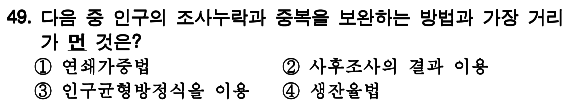 49. 다음 중 인구의 조사누락과 중복을 보완하는 방법과 가장 거리
가 먼 것은?
① 연쇄가중법 ② 사후조사의 결과 이용
③ 인구균형방정식을 이용 ④ 생잔율법